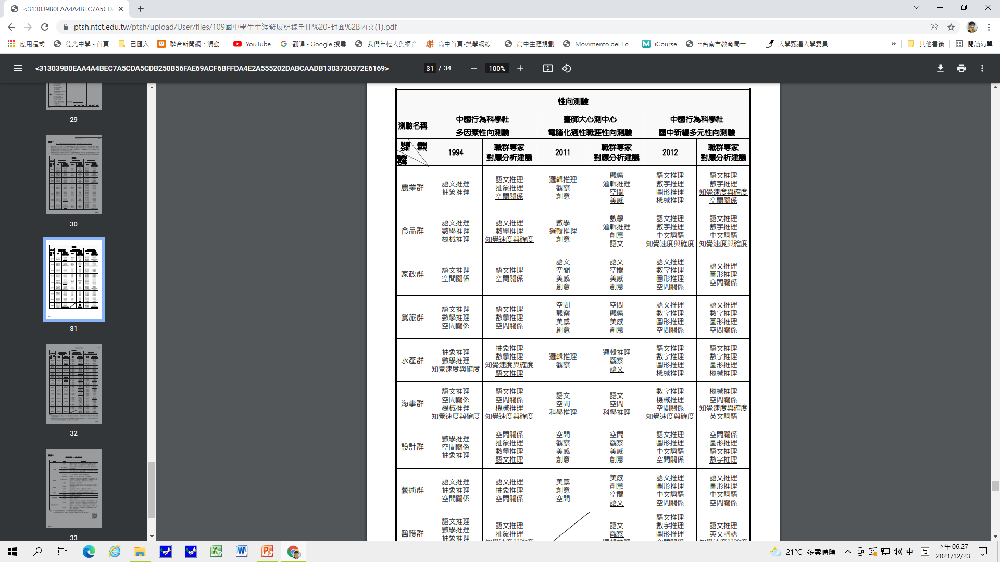 <313039B0EAA4A4BEC7A5CD
ptsh.ntct.edu.tw/ptsh/upload/User/files/109國中學生生涯發展紀錄手冊%20-封面%2B內文(1).pdf
應用程式
德光中學 - 首頁
已匯入
聯合新聞網：觸動...
YouTube
翻譯 - Google 搜尋
我們年輕人與福音
高中首頁-樂學網線...
高中生涯規劃
Movimento dei Fo...
iCourse
:::台南市教育局十二...
大學甄選入學委員...
»
其他書籤
閱讀清單
<313039B0EAA4A4BEC7A5CDA5CDB250B56FAE69ACF6BFFDA4E2A555202DABCAADB1303730372E6169>
31 / 34
100%
29
30
31
32
33
性向測驗
測驗名稱
中國行為科學社
多因素性向測驗
臺師大心測中心
電腦化適性職涯性向測驗
中國行為科學社
國中新編多元性向測驗
對應
分析
編制
年代
職群
名稱
1994
職群專家
對應分析建議
2011
職群專家
對應分析建議
2012
職群專家
對應分析建議
農業群
語文推理
抽象推理
語文推理
抽象推理
空間關係
邏輯推理
觀察
創意
觀察
邏輯推理
空間
美感
語文推理
數字推理
圖形推理
機械推理
語文推理
數字推理
知覺速度與確度
空間關係
食品群
語文推理
數學推理
機械推理
語文推理
數學推理
知覺速度與確度
數學
邏輯推理
創意
數學
邏輯推理
創意
語文
語文推理
數字推理
中文詞語
知覺速度與確度
語文推理
數字推理
中文詞語
知覺速度與確度
家政群
語文推理
空間關係
語文推理
空間關係
語文
空間
美感
創意
語文
空間
美感
創意
語文推理
數字推理
圖形推理
空間關係
語文推理
圖形推理
空間關係
餐旅群
語文推理
數學推理
空間關係
語文推理
數學推理
空間關係
空間
觀察
美感
創意
空間
觀察
美感
創意
語文推理
數字推理
圖形推理
空間關係
語文推理
數字推理
圖形推理
空間關係
水產群
抽象推理
數學推理
知覺速度與確度
抽象推理
數學推理
知覺速度與確度
語文推理
邏輯推理
觀察
邏輯推理
觀察
語文
語文推理
數字推理
圖形推理
機械推理
語文推理
數字推理
圖形推理
機械推理
海事群
語文推理
空間關係
機械推理
知覺速度與確度
語文推理
空間關係
機械推理
知覺速度與確度
語文
空間
科學推理
語文
空間
科學推理
數字推理
機械推理
空間關係
知覺速度與確度
機械推理
空間關係
知覺速度與確度
英文詞語
設計群
數學推理
空間關係
抽象推理
空間關係
抽象推理
數學推理
語文推理
空間
觀察
美感
創意
空間
觀察
美感
創意
語文推理
圖形推理
中文詞語
空間關係
空間關係
圖形推理
語文推理
數字推理
藝術群
語文推理
抽象推理
空間關係
語文推理
抽象推理
空間關係
美感
創意
空間
美感
創意
空間
語文
語文推理
圖形推理
中文詞語
空間關係
語文推理
圖形推理
中文詞語
空間關係
醫護群
語文推理
數學推理
抽象推理
語文推理
抽象推理
知覺速度與確度
語文
觀察
邏輯推理
語文推理
數字推理
圖形推理
空間關係
語文推理
英文詞語
知覺速度與確度
21°C 多雲時陰
中
下午 06:27
2021/12/23